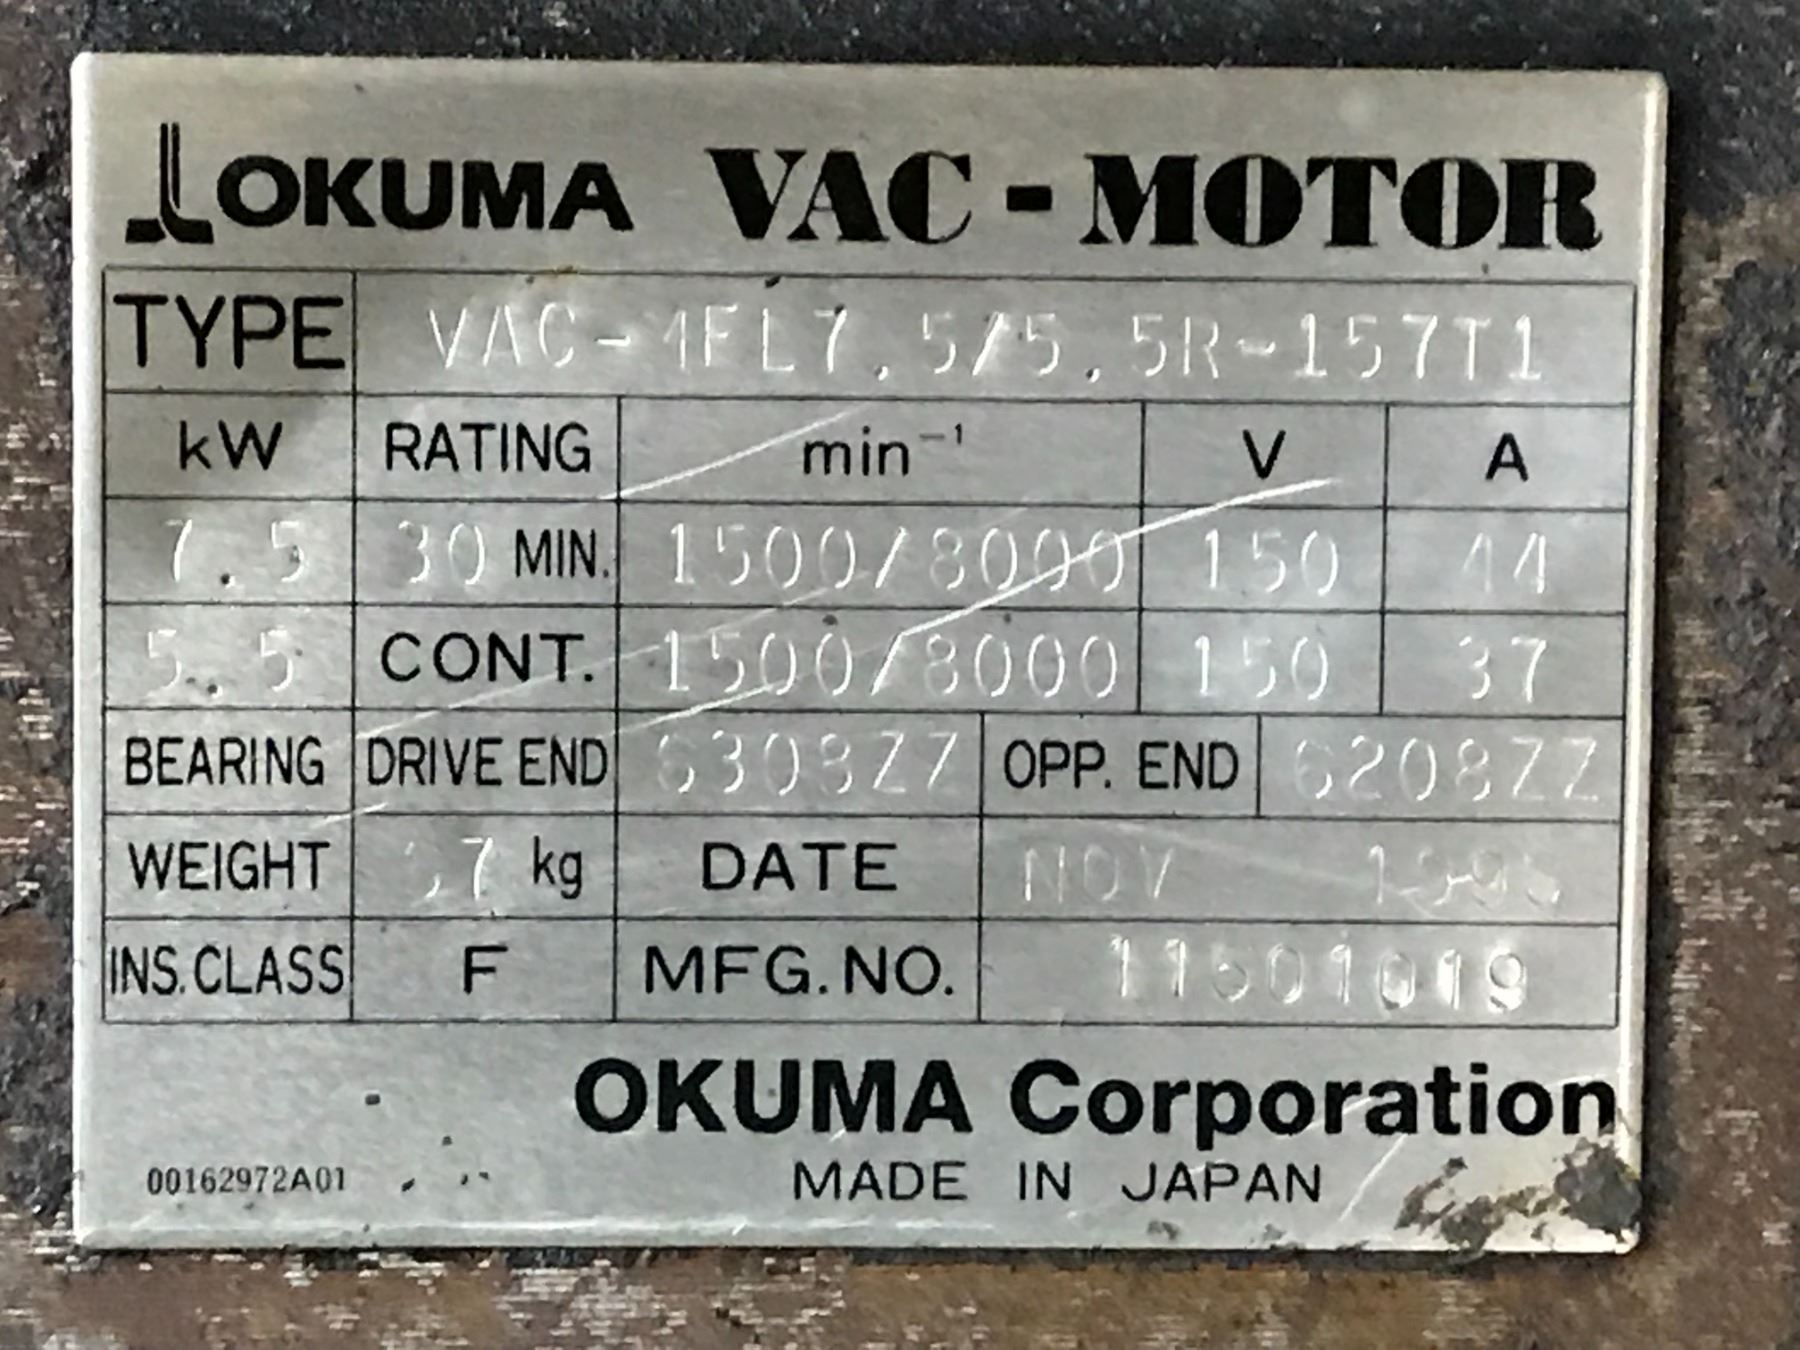 OKUMA VAC-MOTOR
TYPE VAC-4FL7.5/5.5R-157T1
kW RATING min⁻¹ V A
7.5 30 MIN. 1500/8000 150 44
5.5 CONT. 1500/8000 150 37
BEARING DRIVE END 6308ZZ OPP. END 6208ZZ
WEIGHT kg DATE NOV
INS. CLASS F MFG. NO. 11501019
OKUMA Corporation
00162972A01 MADE IN JAPAN